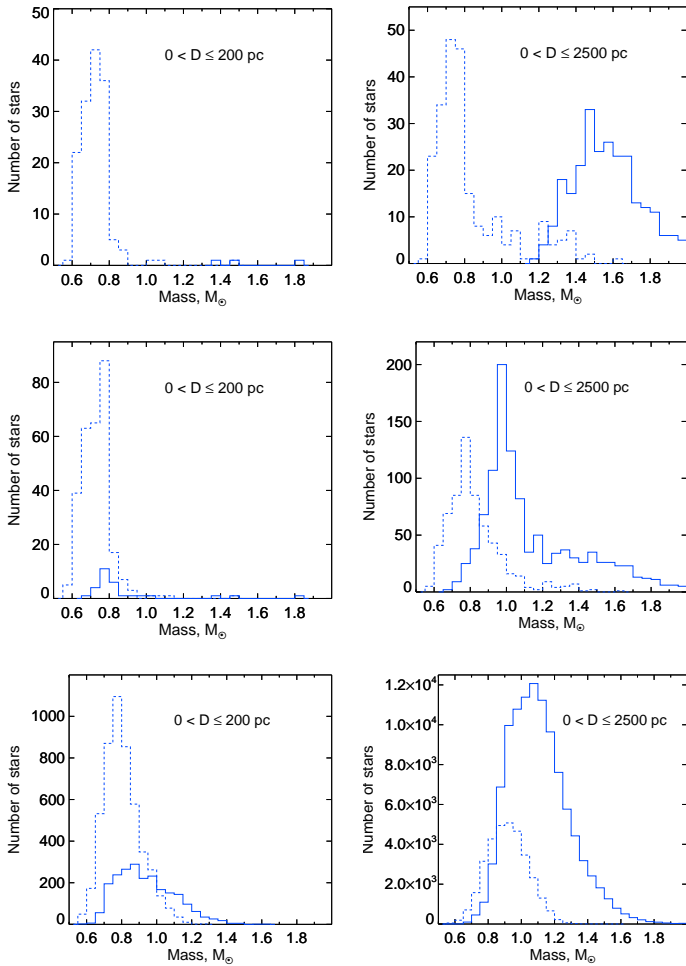 50
40
30
20
10
0
0.6 0.8 1.0 1.2 1.4 1.6 1.8
Number of stars
Mass, M☉
0 < D ≤ 200 pc
50
40
30
20
10
0
0.6 0.8 1.0 1.2 1.4 1.6 1.8
Number of stars
Mass, M☉
0 < D ≤ 2500 pc
80
60
40
20
0
0.6 0.8 1.0 1.2 1.4 1.6 1.8
Number of stars
Mass, M☉
0 < D ≤ 200 pc
200
150
100
50
0
0.6 0.8 1.0 1.2 1.4 1.6 1.8
Number of stars
Mass, M☉
0 < D ≤ 2500 pc
1000
800
600
400
200
0
0.6 0.8 1.0 1.2 1.4 1.6 1.8
Number of stars
Mass, M☉
0 < D ≤ 200 pc
1.2×10⁴
1.0×10⁴
8.0×10³
6.0×10³
4.0×10³
2.0×10³
0
0.6 0.8 1.0 1.2 1.4 1.6 1.8
Number of stars
Mass, M☉
0 < D ≤ 2500 pc